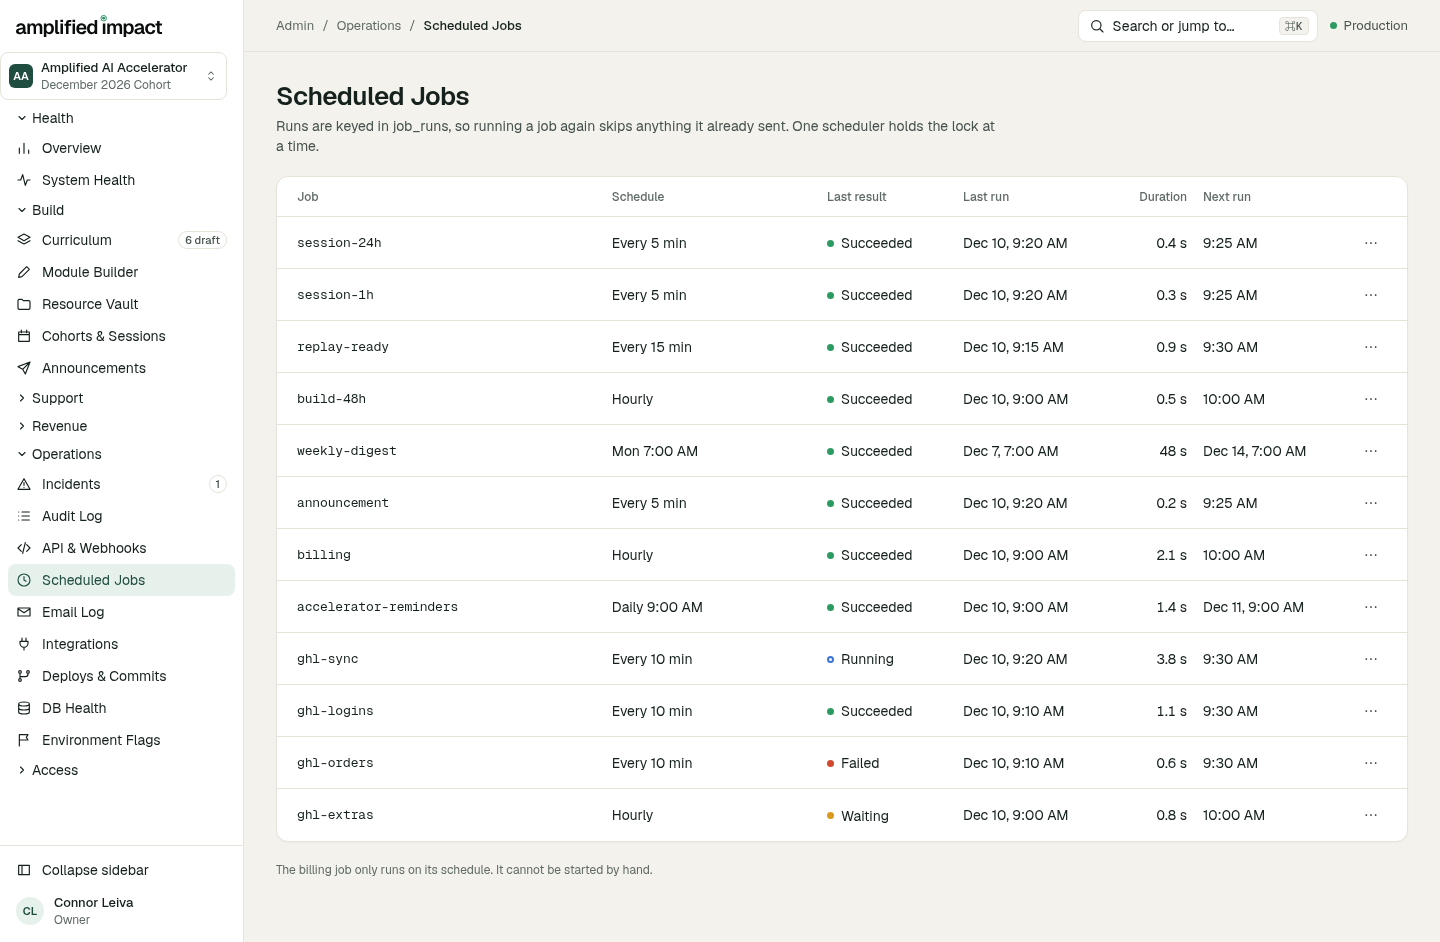 amplified impact
Admin / Operations / Scheduled Jobs
Search or jump to...
⌘K
Production
AA
Amplified AI Accelerator
December 2026 Cohort
Health
Overview
System Health
Build
Curriculum
6 draft
Module Builder
Resource Vault
Cohorts & Sessions
Announcements
Support
Revenue
Operations
Incidents
1
Audit Log
API & Webhooks
Scheduled Jobs
Email Log
Integrations
Deploys & Commits
DB Health
Environment Flags
Access
Collapse sidebar
CL
Connor Leiva
Owner
Scheduled Jobs
Runs are keyed in job_runs, so running a job again skips anything it already sent. One scheduler holds the lock at
a time.
Job Schedule Last result Last run Duration Next run
session-24h Every 5 min Succeeded Dec 10, 9:20 AM 0.4 s 9:25 AM ...
session-1h Every 5 min Succeeded Dec 10, 9:20 AM 0.3 s 9:25 AM ...
replay-ready Every 15 min Succeeded Dec 10, 9:15 AM 0.9 s 9:30 AM ...
build-48h Hourly Succeeded Dec 10, 9:00 AM 0.5 s 10:00 AM ...
weekly-digest Mon 7:00 AM Succeeded Dec 7, 7:00 AM 48 s Dec 14, 7:00 AM ...
announcement Every 5 min Succeeded Dec 10, 9:20 AM 0.2 s 9:25 AM ...
billing Hourly Succeeded Dec 10, 9:00 AM 2.1 s 10:00 AM ...
accelerator-reminders Daily 9:00 AM Succeeded Dec 10, 9:00 AM 1.4 s Dec 11, 9:00 AM ...
ghl-sync Every 10 min Running Dec 10, 9:20 AM 3.8 s 9:30 AM ...
ghl-logins Every 10 min Succeeded Dec 10, 9:10 AM 1.1 s 9:30 AM ...
ghl-orders Every 10 min Failed Dec 10, 9:10 AM 0.6 s 9:30 AM ...
ghl-extras Hourly Waiting Dec 10, 9:00 AM 0.8 s 10:00 AM ...
The billing job only runs on its schedule. It cannot be started by hand.